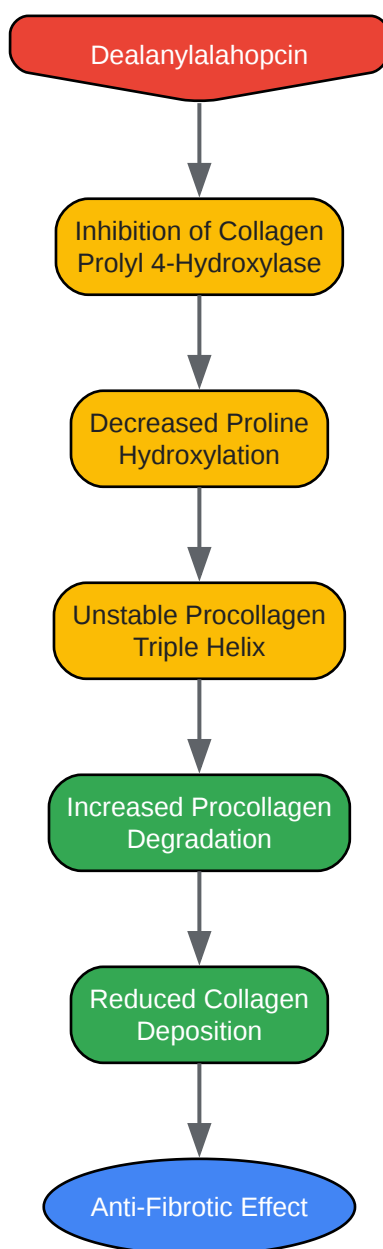 Dealanylalahopcin
Inhibition of Collagen
Prolyl 4-Hydroxylase
Decreased Proline
Hydroxylation
Unstable Procollagen
Triple Helix
Increased Procollagen
Degradation
Reduced Collagen
Deposition
Anti-Fibrotic Effect